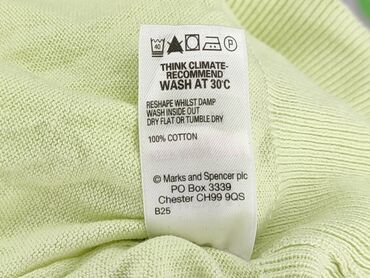 40 P
THINK CLIMATE-
RECOMMEND
WASH AT 30°C
RESHAPE WHILST DAMP
WASH INSIDE OUT
DRY FLAT OR TUMBLE DRY
100% COTTON
© Marks and Spencer plc
PO Box 3339
Chester CH99 9QS
B25